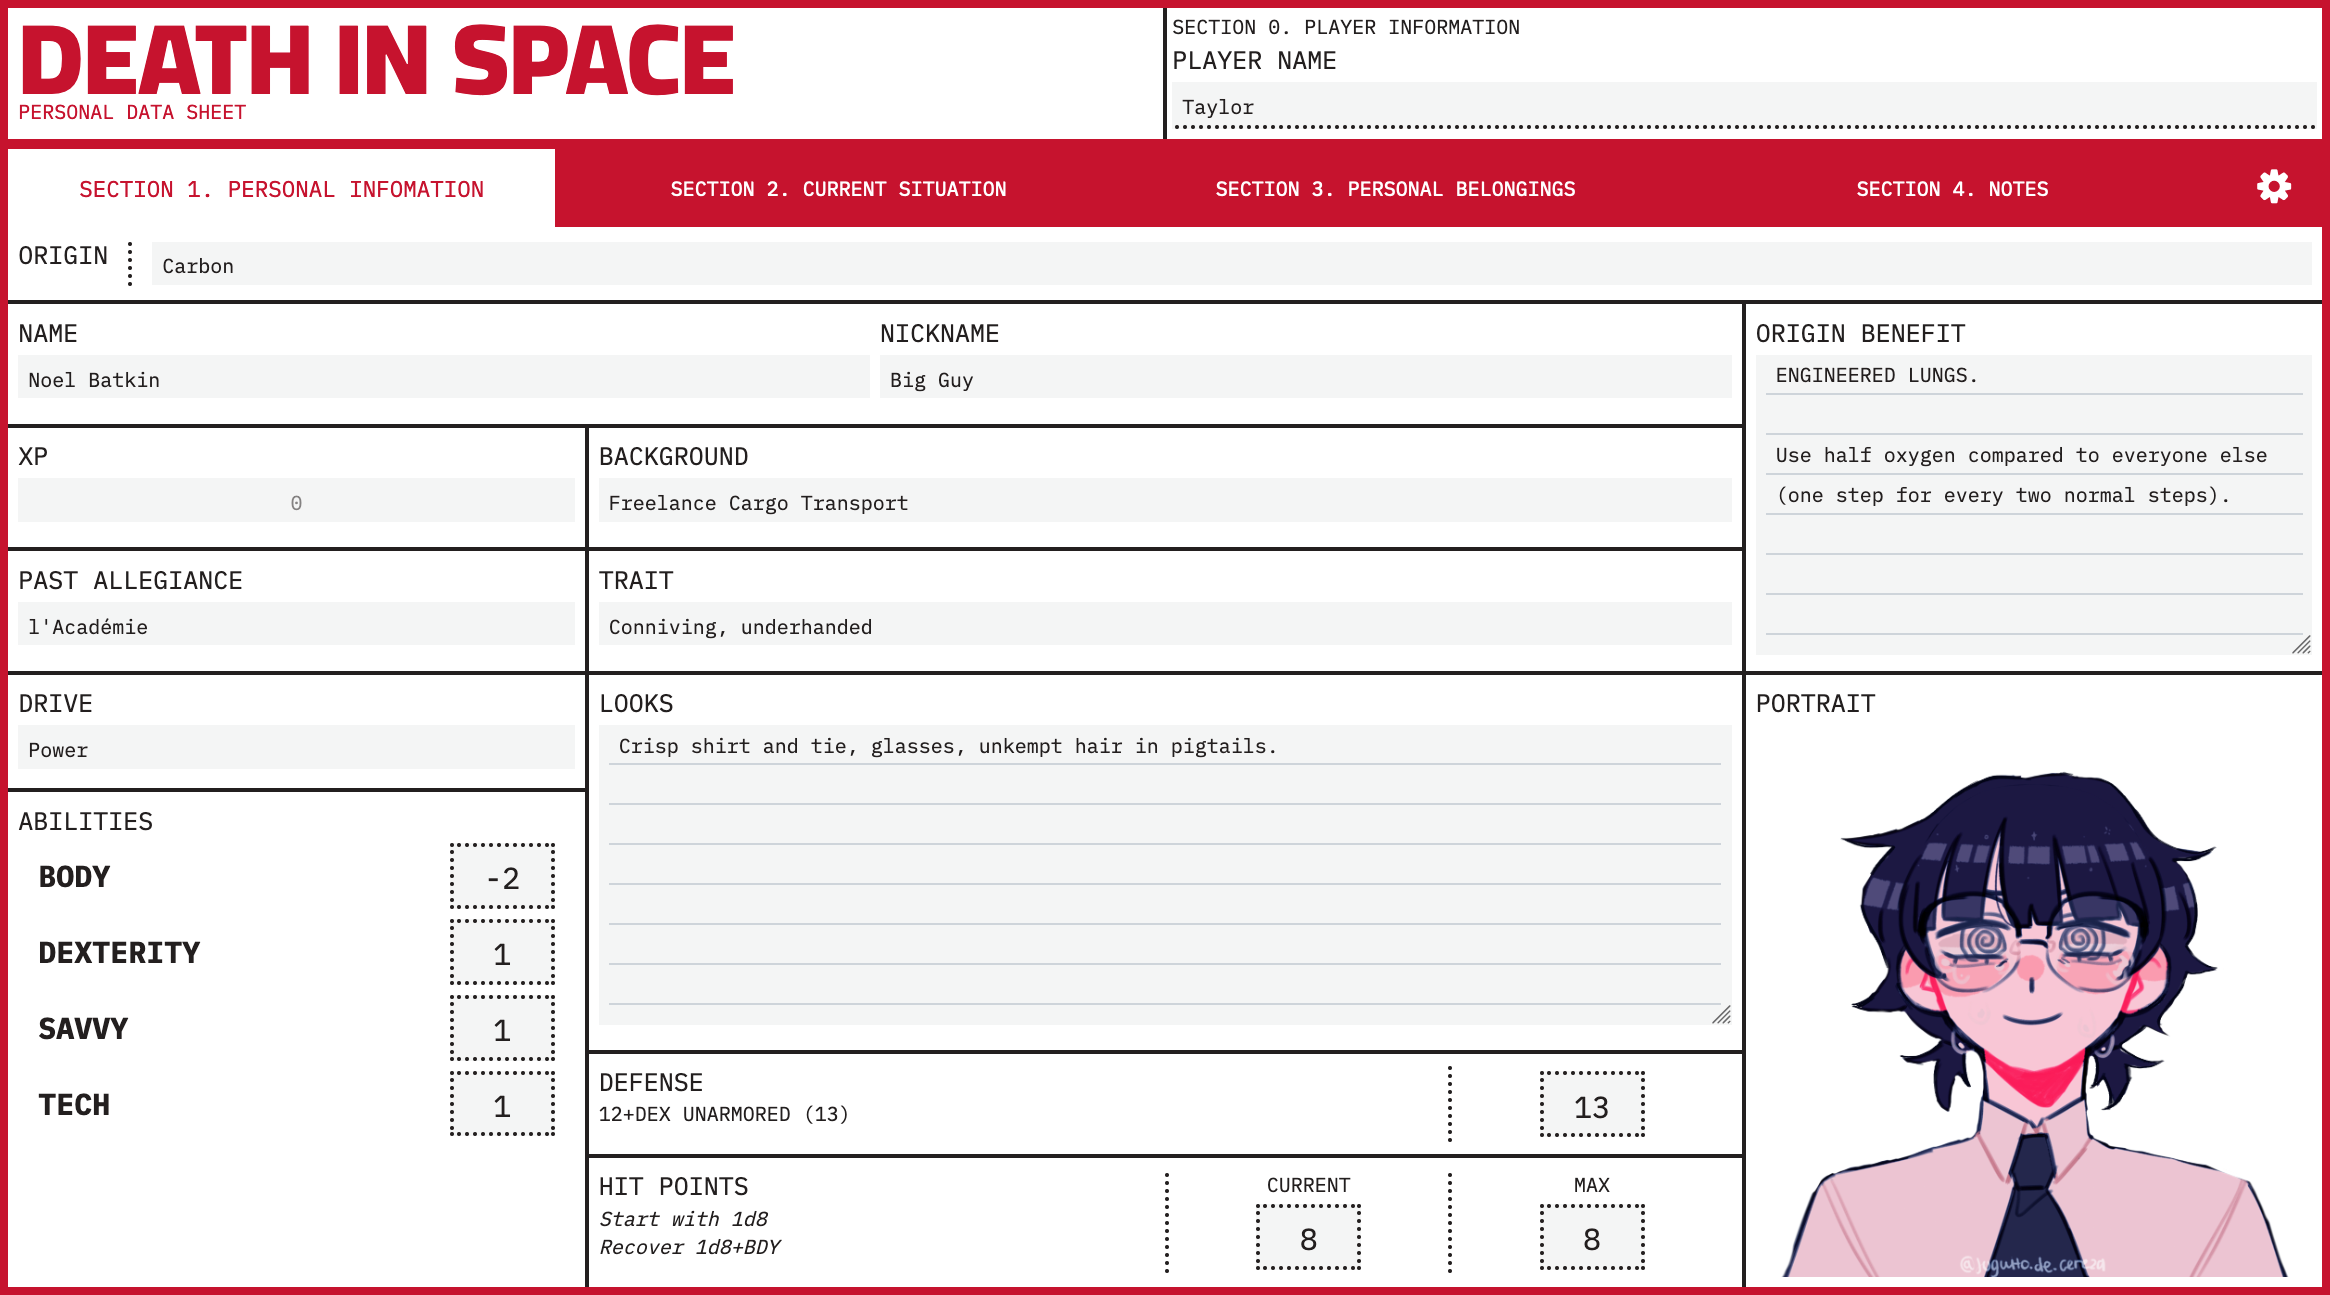 DEATH IN SPACE
PERSONAL DATA SHEET
SECTION 0. PLAYER INFORMATION
PLAYER NAME
Taylor
SECTION 1. PERSONAL INFOMATION
SECTION 2. CURRENT SITUATION
SECTION 3. PERSONAL BELONGINGS
SECTION 4. NOTES
ORIGIN
Carbon
NAME
Noel Batkin
NICKNAME
Big Guy
ORIGIN BENEFIT
ENGINEERED LUNGS.
Use half oxygen compared to everyone else
(one step for every two normal steps).
XP
0
BACKGROUND
Freelance Cargo Transport
PAST ALLEGIANCE
l'Académie
TRAIT
Conniving, underhanded
DRIVE
Power
LOOKS
Crisp shirt and tie, glasses, unkempt hair in pigtails.
PORTRAIT
ABILITIES
BODY
-2
DEXTERITY
1
SAVVY
1
TECH
1
DEFENSE
12+DEX UNARMORED (13)
13
HIT POINTS
Start with 1d8
Recover 1d8+BDY
CURRENT
8
MAX
8